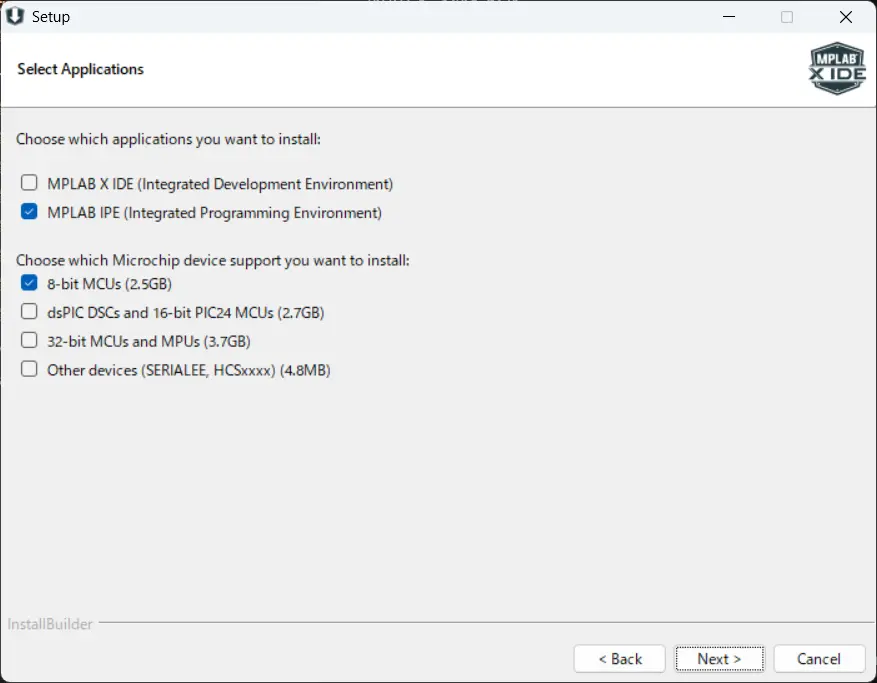 Setup
Select Applications
MPLAB
X IDE
Choose which applications you want to install:
MPLAB X IDE (Integrated Development Environment)
MPLAB IPE (Integrated Programming Environment)
Choose which Microchip device support you want to install:
8-bit MCUs (2.5GB)
dsPIC DSCs and 16-bit PIC24 MCUs (2.7GB)
32-bit MCUs and MPUs (3.7GB)
Other devices (SERIALEE, HCSxxxx) (4.8MB)
InstallBuilder
< Back
Next >
Cancel